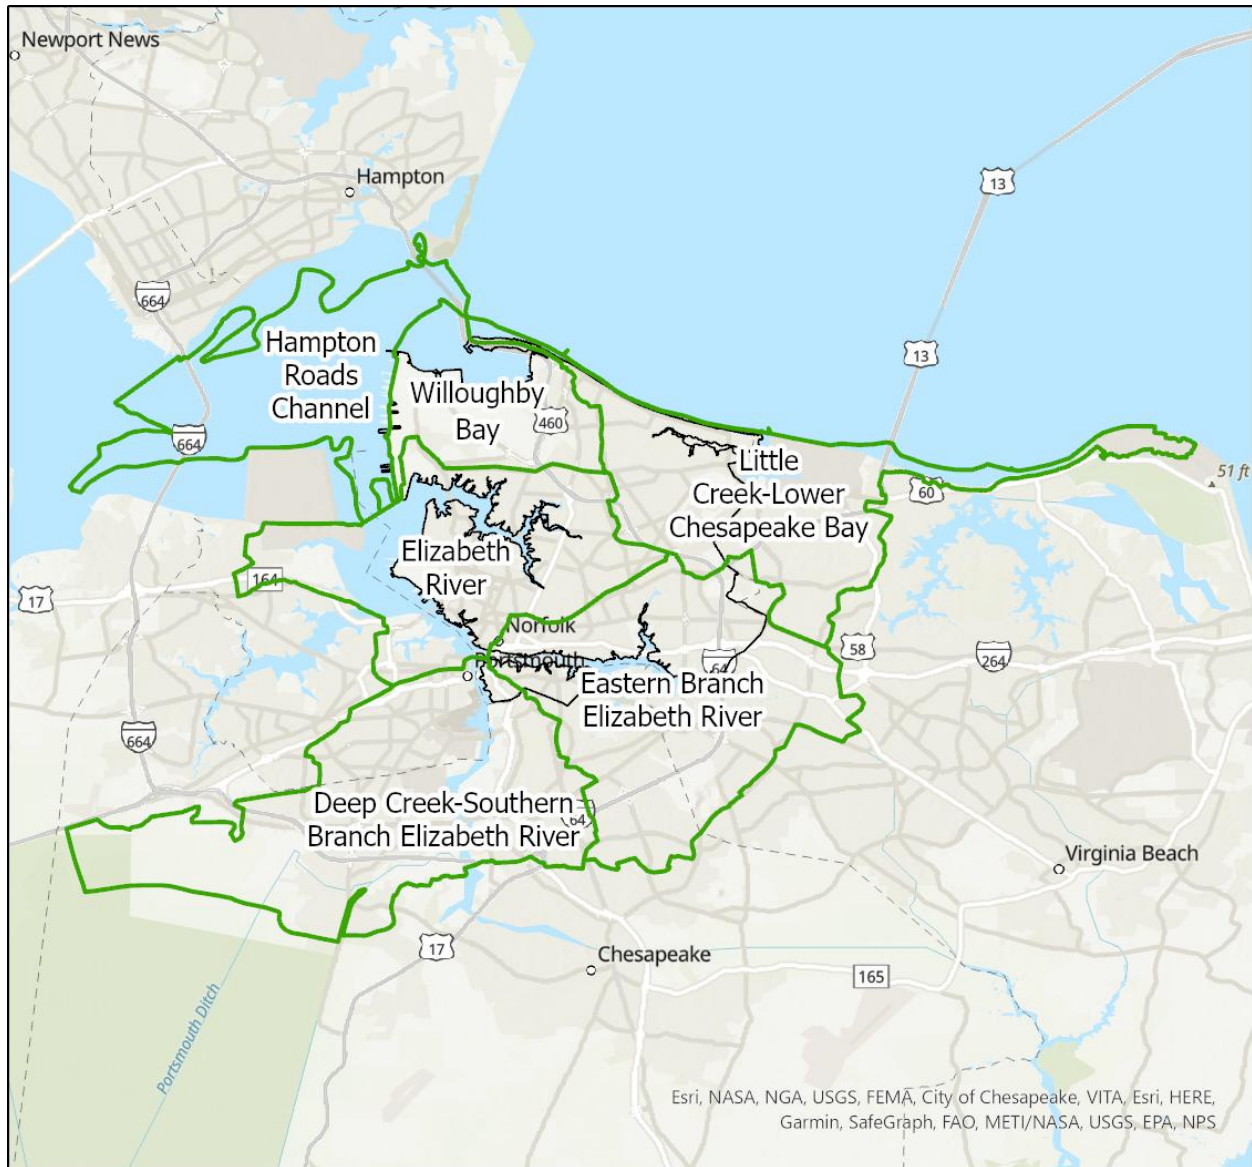 Newport News
Hampton
13
664
13
Hampton
Roads
Channel
Willoughby
Bay
460
664
Little
Creek-Lower
Chesapeake Bay
60
51 ft
Elizabeth
River
164
17
Norfolk
Portsmouth
58
264
64
Eastern Branch
Elizabeth River
664
Deep Creek-Southern
Branch Elizabeth River
64
Virginia Beach
17
Chesapeake
165
Portsmouth Ditch
Esri, NASA, NGA, USGS, FEMA, City of Chesapeake, VITA, Esri, HERE,
Garmin, SafeGraph, FAO, METI/NASA, USGS, EPA, NPS